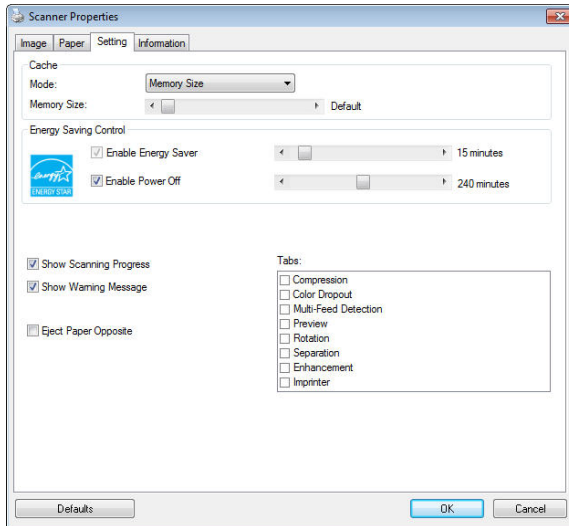 Scanner Properties
Image Paper Setting Information
Cache
Mode: Memory Size
Memory Size: Default
Energy Saving Control
Enable Energy Saver 15 minutes
Enable Power Off 240 minutes
energy
ENERGY STAR
Show Scanning Progress
Show Warning Message
Eject Paper Opposite
Tabs:
Compression
Color Dropout
Multi-Feed Detection
Preview
Rotation
Separation
Enhancement
Imprinter
Defaults OK Cancel